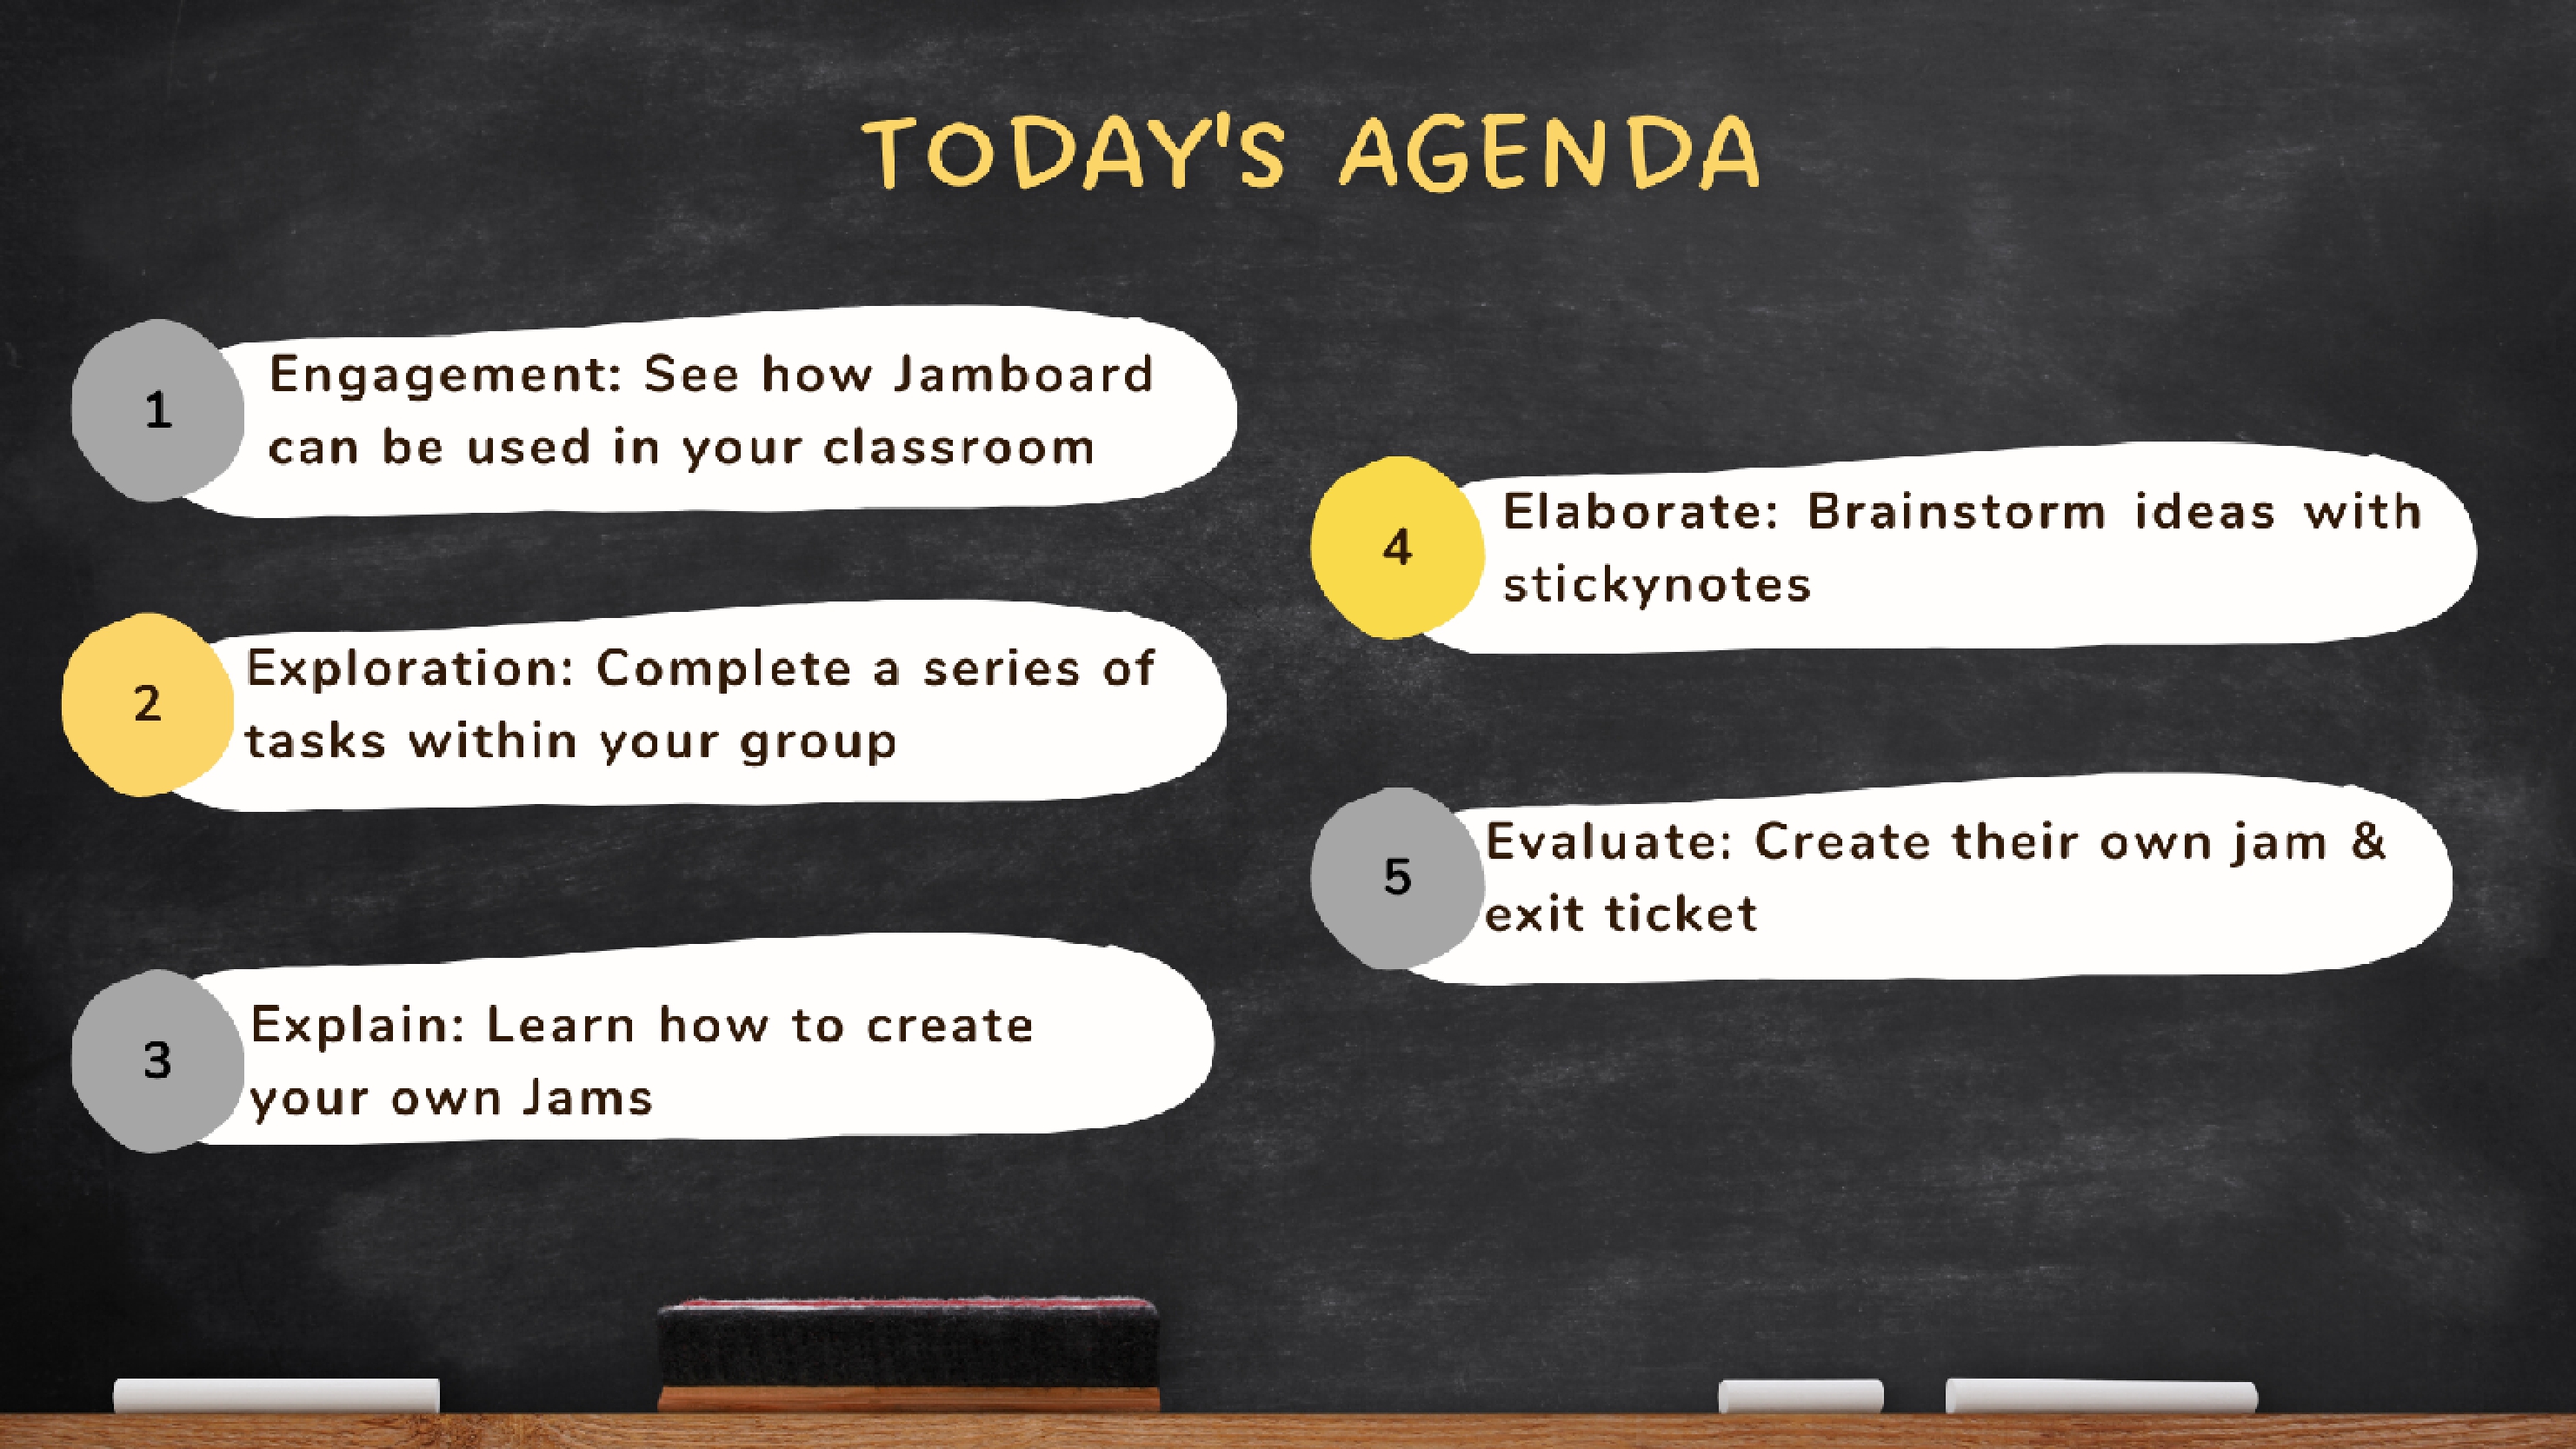 TODAY'S AGENDA
1
Engagement: See how Jamboard
can be used in your classroom
2
Exploration: Complete a series of
tasks within your group
3
Explain: Learn how to create
your own Jams
4
Elaborate: Brainstorm ideas with
stickynotes
5
Evaluate: Create their own jam &
exit ticket